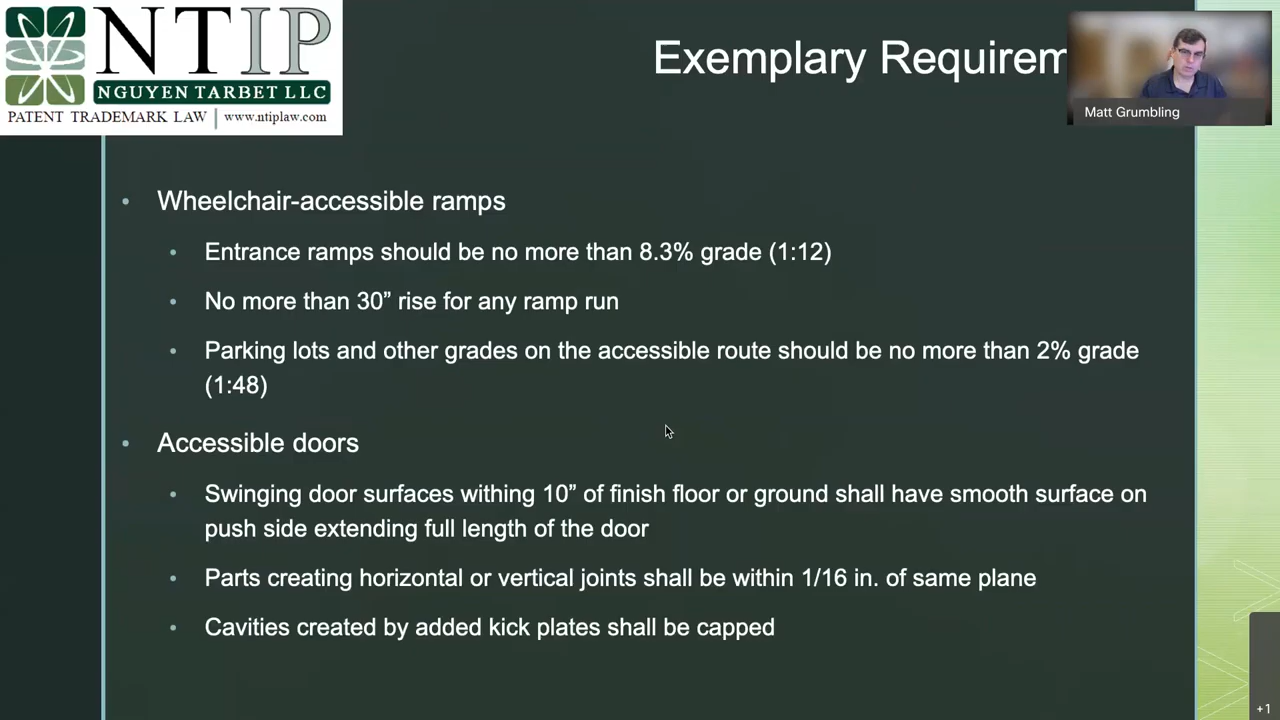 NTIP
NGUYEN TARBET LLC
PATENT TRADEMARK LAW | www.ntiplaw.com
Exemplary Requirem
Matt Grumbling
• Wheelchair-accessible ramps
• Entrance ramps should be no more than 8.3% grade (1:12)
• No more than 30” rise for any ramp run
• Parking lots and other grades on the accessible route should be no more than 2% grade
(1:48)
• Accessible doors
• Swinging door surfaces withing 10” of finish floor or ground shall have smooth surface on
push side extending full length of the door
• Parts creating horizontal or vertical joints shall be within 1/16 in. of same plane
• Cavities created by added kick plates shall be capped
+1